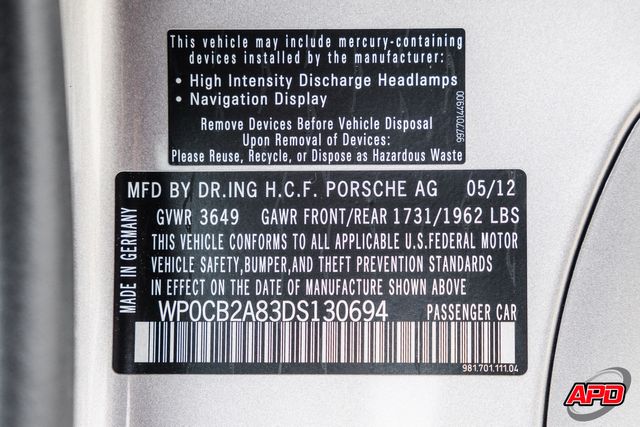 This vehicle may include mercury-containing
devices installed by the manufacturer:
• High Intensity Discharge Headlamps
• Navigation Display
Remove Devices Before Vehicle Disposal
Upon Removal of Devices:
Please Reuse, Recycle, or Dispose as Hazardous Waste
997.701.449.00
MFD BY DR.ING H.C.F. PORSCHE AG 05/12
GVWR 3649 GAWR FRONT/REAR 1731/1962 LBS
THIS VEHICLE CONFORMS TO ALL APPLICABLE U.S.FEDERAL MOTOR
VEHICLE SAFETY,BUMPER,AND THEFT PREVENTION STANDARDS
IN EFFECT ON THE DATE OF MANUFACTURE SHOWN ABOVE
WP0CB2A83DS130694 PASSENGER CAR
MADE IN GERMANY
981.701.111.04
APD